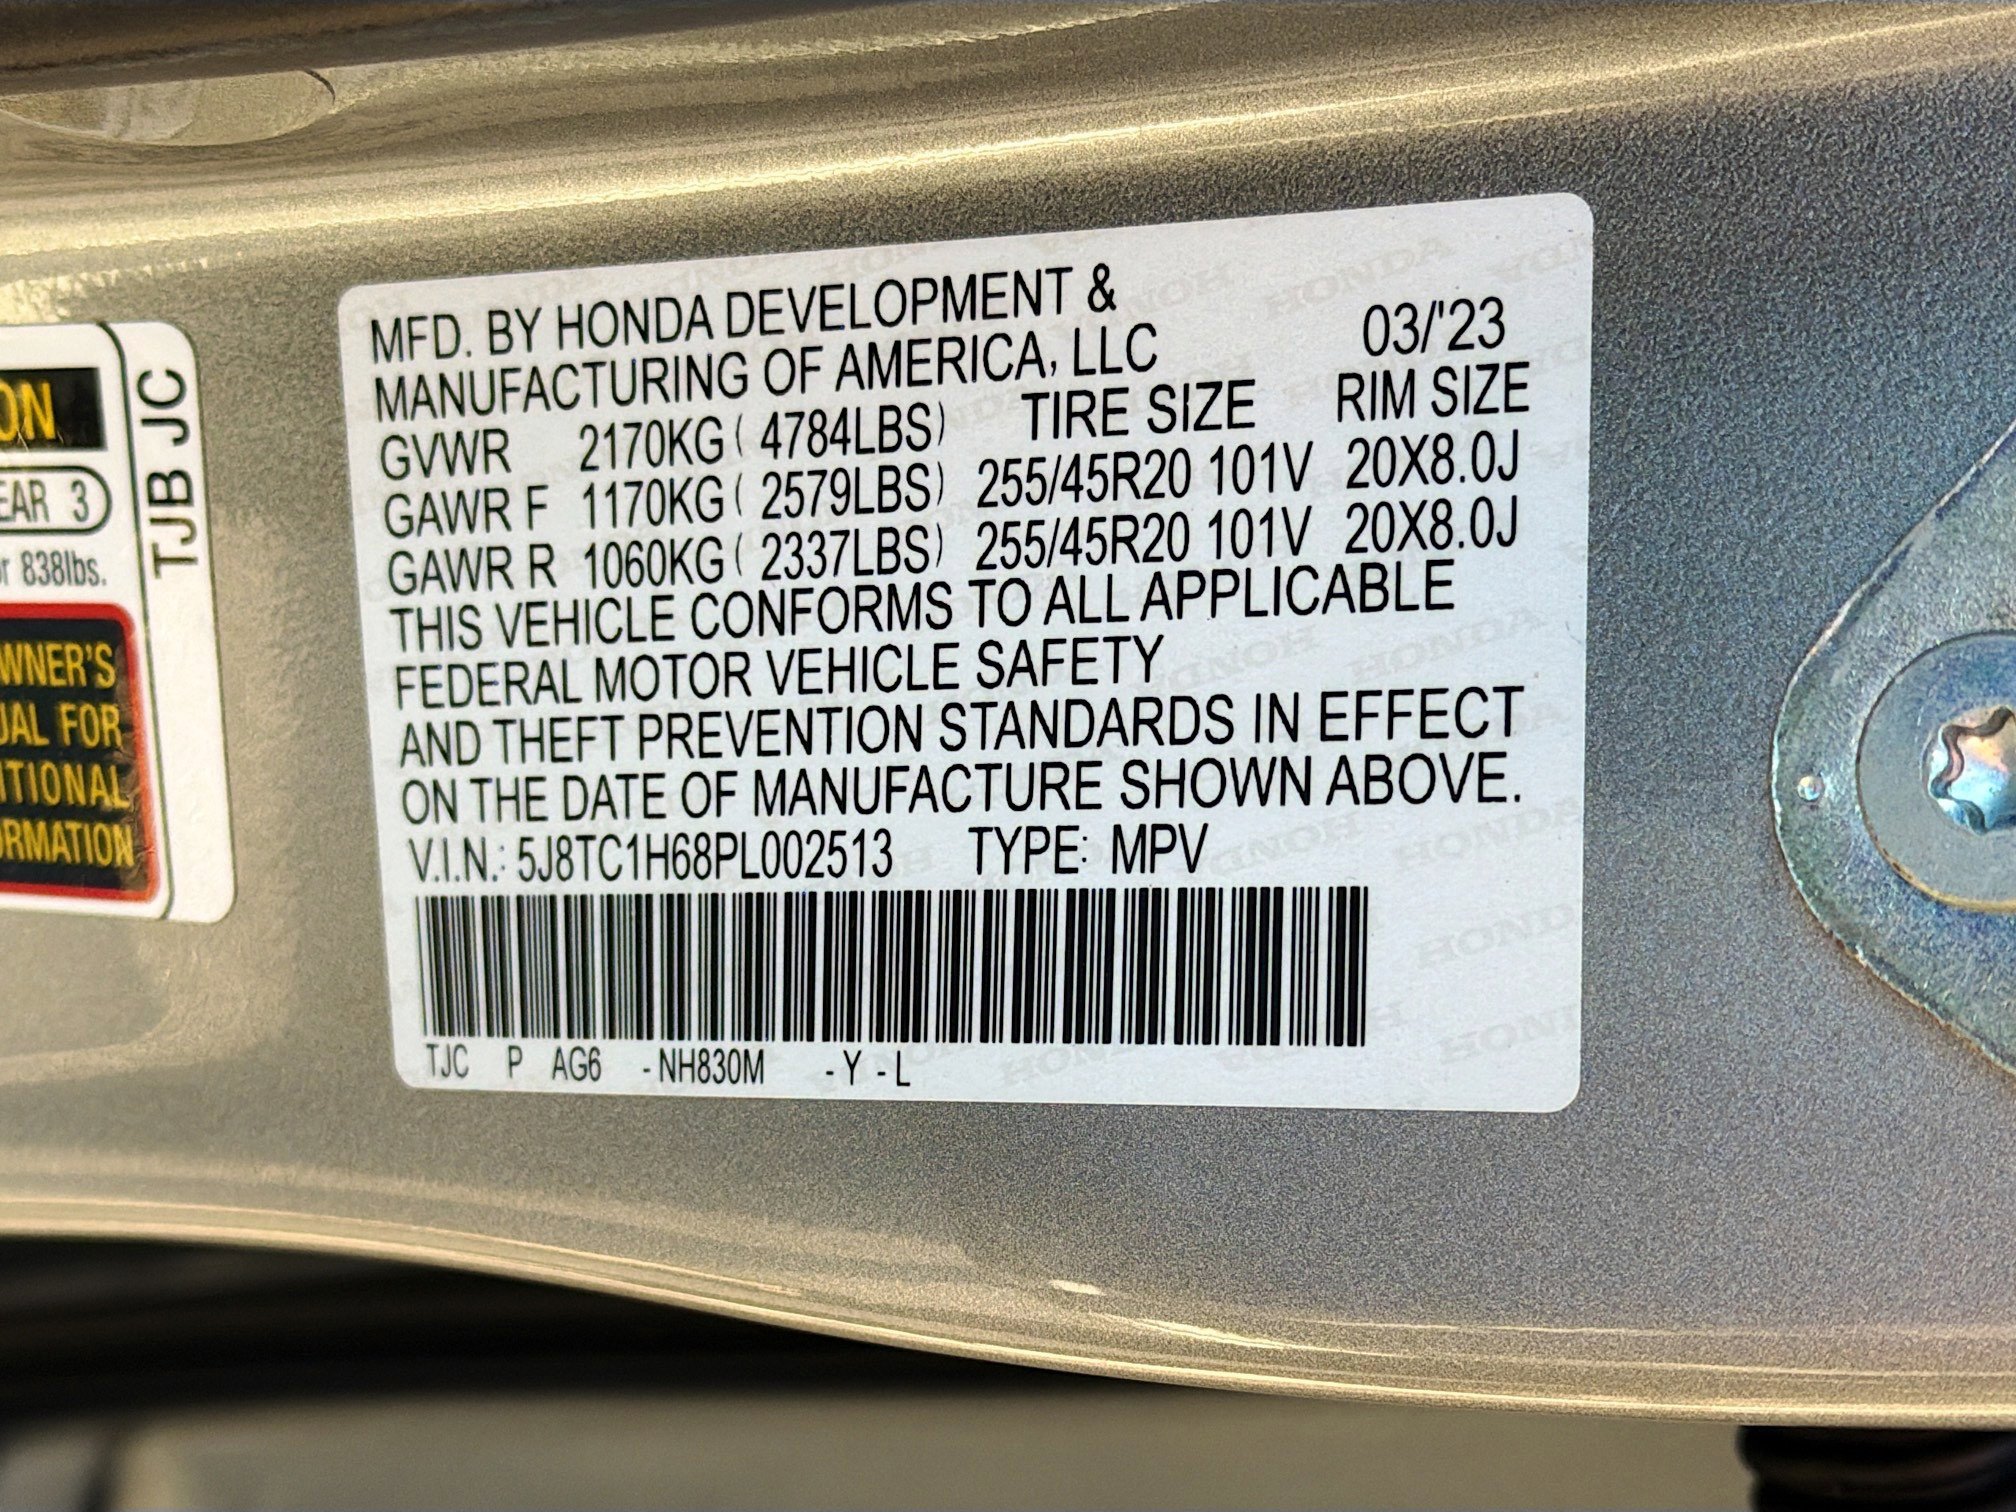 MFD. BY HONDA DEVELOPMENT &
MANUFACTURING OF AMERICA, LLC 03/'23
GVWR 2170KG ( 4784LBS) TIRE SIZE RIM SIZE
GAWR F 1170KG ( 2579LBS) 255/45R20 101V 20X8.0J
GAWR R 1060KG ( 2337LBS) 255/45R20 101V 20X8.0J
THIS VEHICLE CONFORMS TO ALL APPLICABLE
FEDERAL MOTOR VEHICLE SAFETY
AND THEFT PREVENTION STANDARDS IN EFFECT
ON THE DATE OF MANUFACTURE SHOWN ABOVE.
V.I.N.: 5J8TC1H68PL002513 TYPE: MPV
TJC P AG6 -NH830M -Y -L
TJB JC
ON
EAR 3
r 838lbs.
WNER'S
UAL FOR
ITIONAL
ORMATION
HONDA